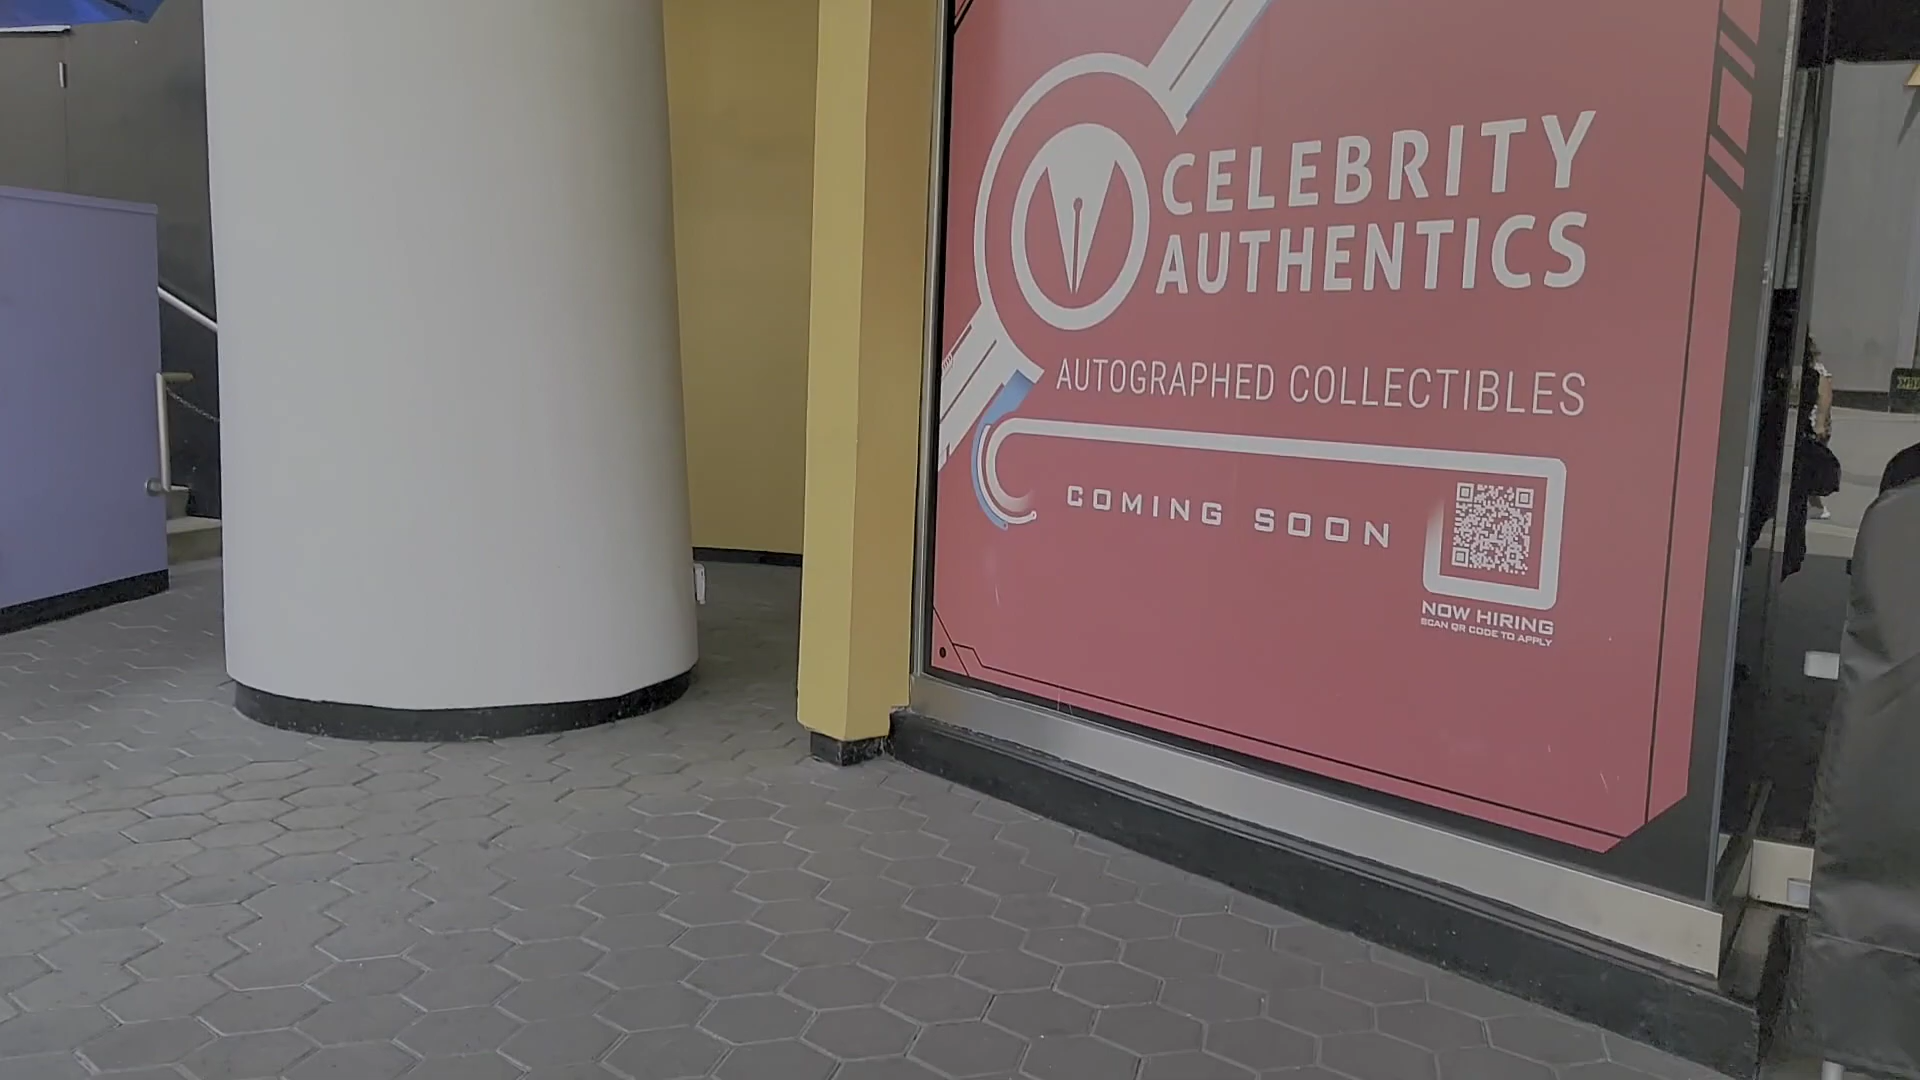 CELEBRITY
AUTHENTICS
AUTOGRAPHED COLLECTIBLES
COMING SOON
NOW HIRING
SCAN QR CODE TO APPLY